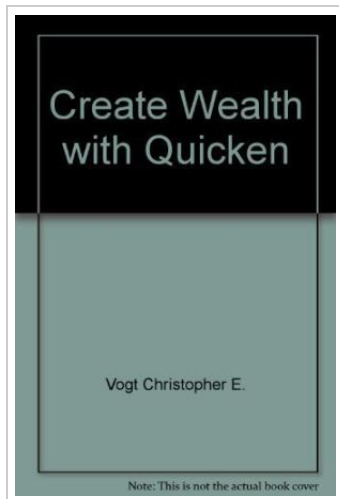 Create Wealth
with Quicken
Vogt Christopher E.
Note: This is not the actual book cover